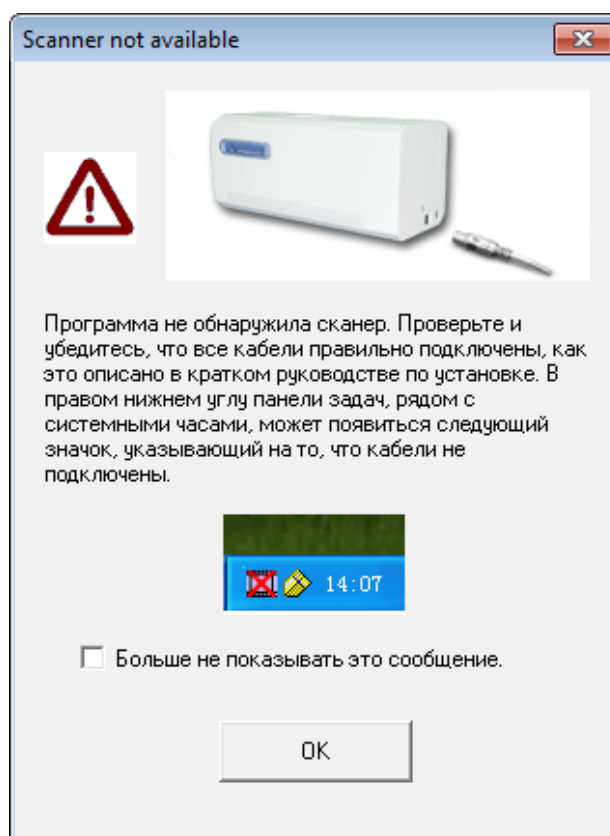 Scanner not available
Программа не обнаружила сканер. Проверьте и
убедитесь, что все кабели правильно подключены, как
это описано в кратком руководстве по установке. В
правом нижнем углу панели задач, рядом с
системными часами, может появиться следующий
значок, указывающий на то, что кабели не
подключены.
14:07
Больше не показывать это сообщение.
OK